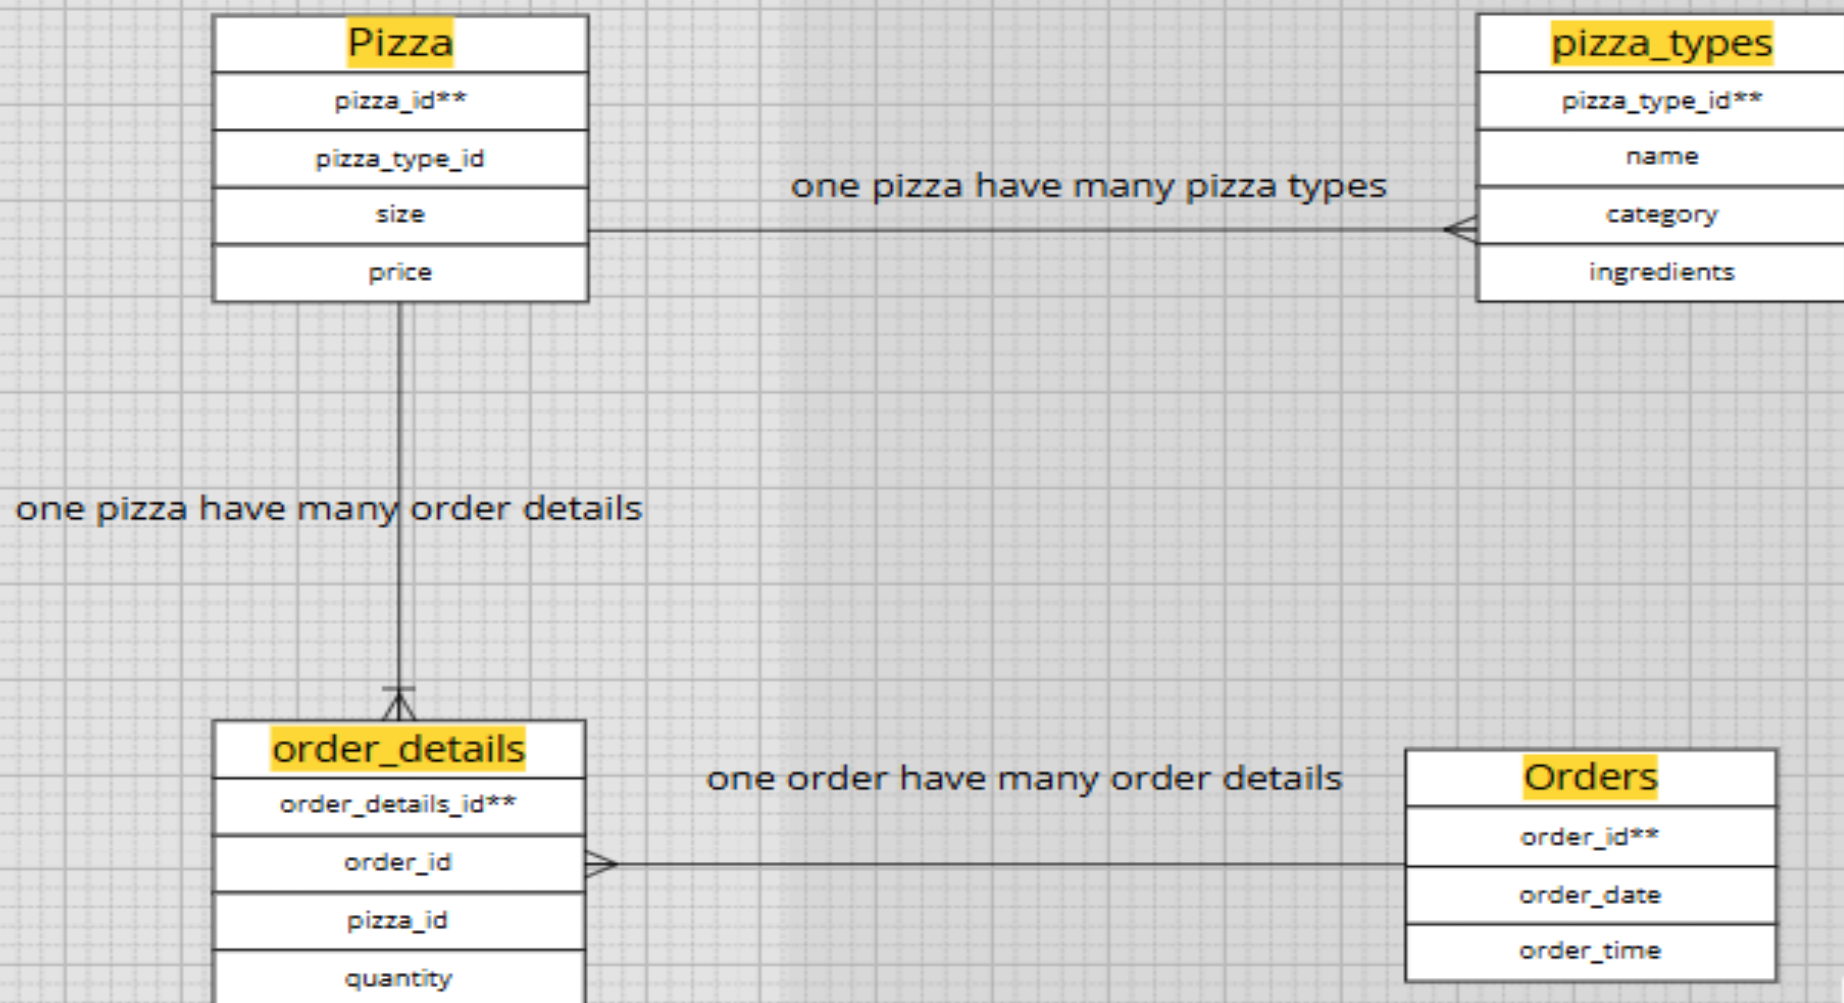 Pizza
pizza_id**
pizza_type_id
size
price
one pizza have many pizza types
pizza_types
pizza_type_id**
name
category
ingredients
one pizza have many order details
order_details
order_details_id**
order_id
pizza_id
quantity
one order have many order details
Orders
order_id**
order_date
order_time